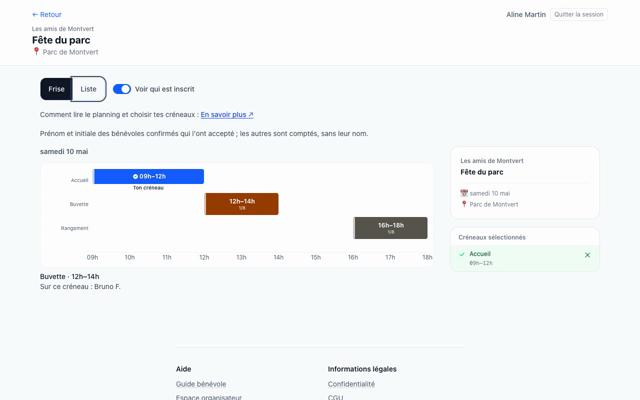 ← Retour
Aline Martin
Quitter la session
Les amis de Montvert
Fête du parc
Parc de Montvert
Frise
Liste
Voir qui est inscrit
Comment lire le planning et choisir tes créneaux : En savoir plus ↗
Prénom et initiale des bénévoles confirmés qui l'ont accepté ; les autres sont comptés, sans leur nom.
samedi 10 mai
Accueil
09h–12h
Ton créneau
Buvette
12h–14h
1/8
Rangement
16h–18h
1/8
09h 10h 11h 12h 13h 14h 15h 16h 17h 18h
Buvette · 12h–14h
Sur ce créneau : Bruno F.
Les amis de Montvert
Fête du parc
samedi 10 mai
Parc de Montvert
Créneaux sélectionnés
Accueil
09h–12h
Aide
Guide bénévole
Espace organisateur
Informations légales
Confidentialité
CGU